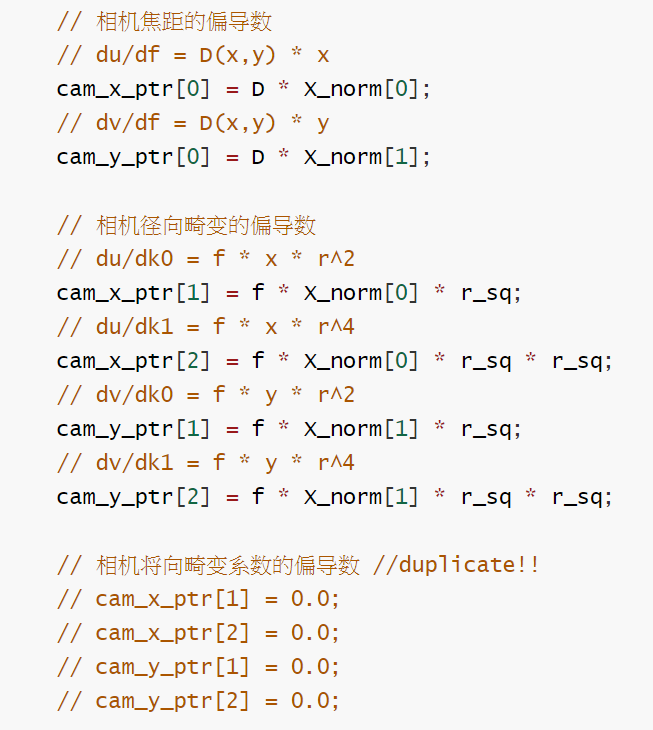 // 相机焦距的偏导数
// du/df = D(x,y) * x
cam_x_ptr[0] = D * X_norm[0];
// dv/df = D(x,y) * y
cam_y_ptr[0] = D * X_norm[1];
// 相机径向畸变的偏导数
// du/dk0 = f * x * r^2
cam_x_ptr[1] = f * X_norm[0] * r_sq;
// du/dk1 = f * x * r^4
cam_x_ptr[2] = f * X_norm[0] * r_sq * r_sq;
// dv/dk0 = f * y * r^2
cam_y_ptr[1] = f * X_norm[1] * r_sq;
// dv/dk1 = f * y * r^4
cam_y_ptr[2] = f * X_norm[1] * r_sq * r_sq;
// 相机将向畸变系数的偏导数 //duplicate!!
// cam_x_ptr[1] = 0.0;
// cam_x_ptr[2] = 0.0;
// cam_y_ptr[1] = 0.0;
// cam_y_ptr[2] = 0.0;